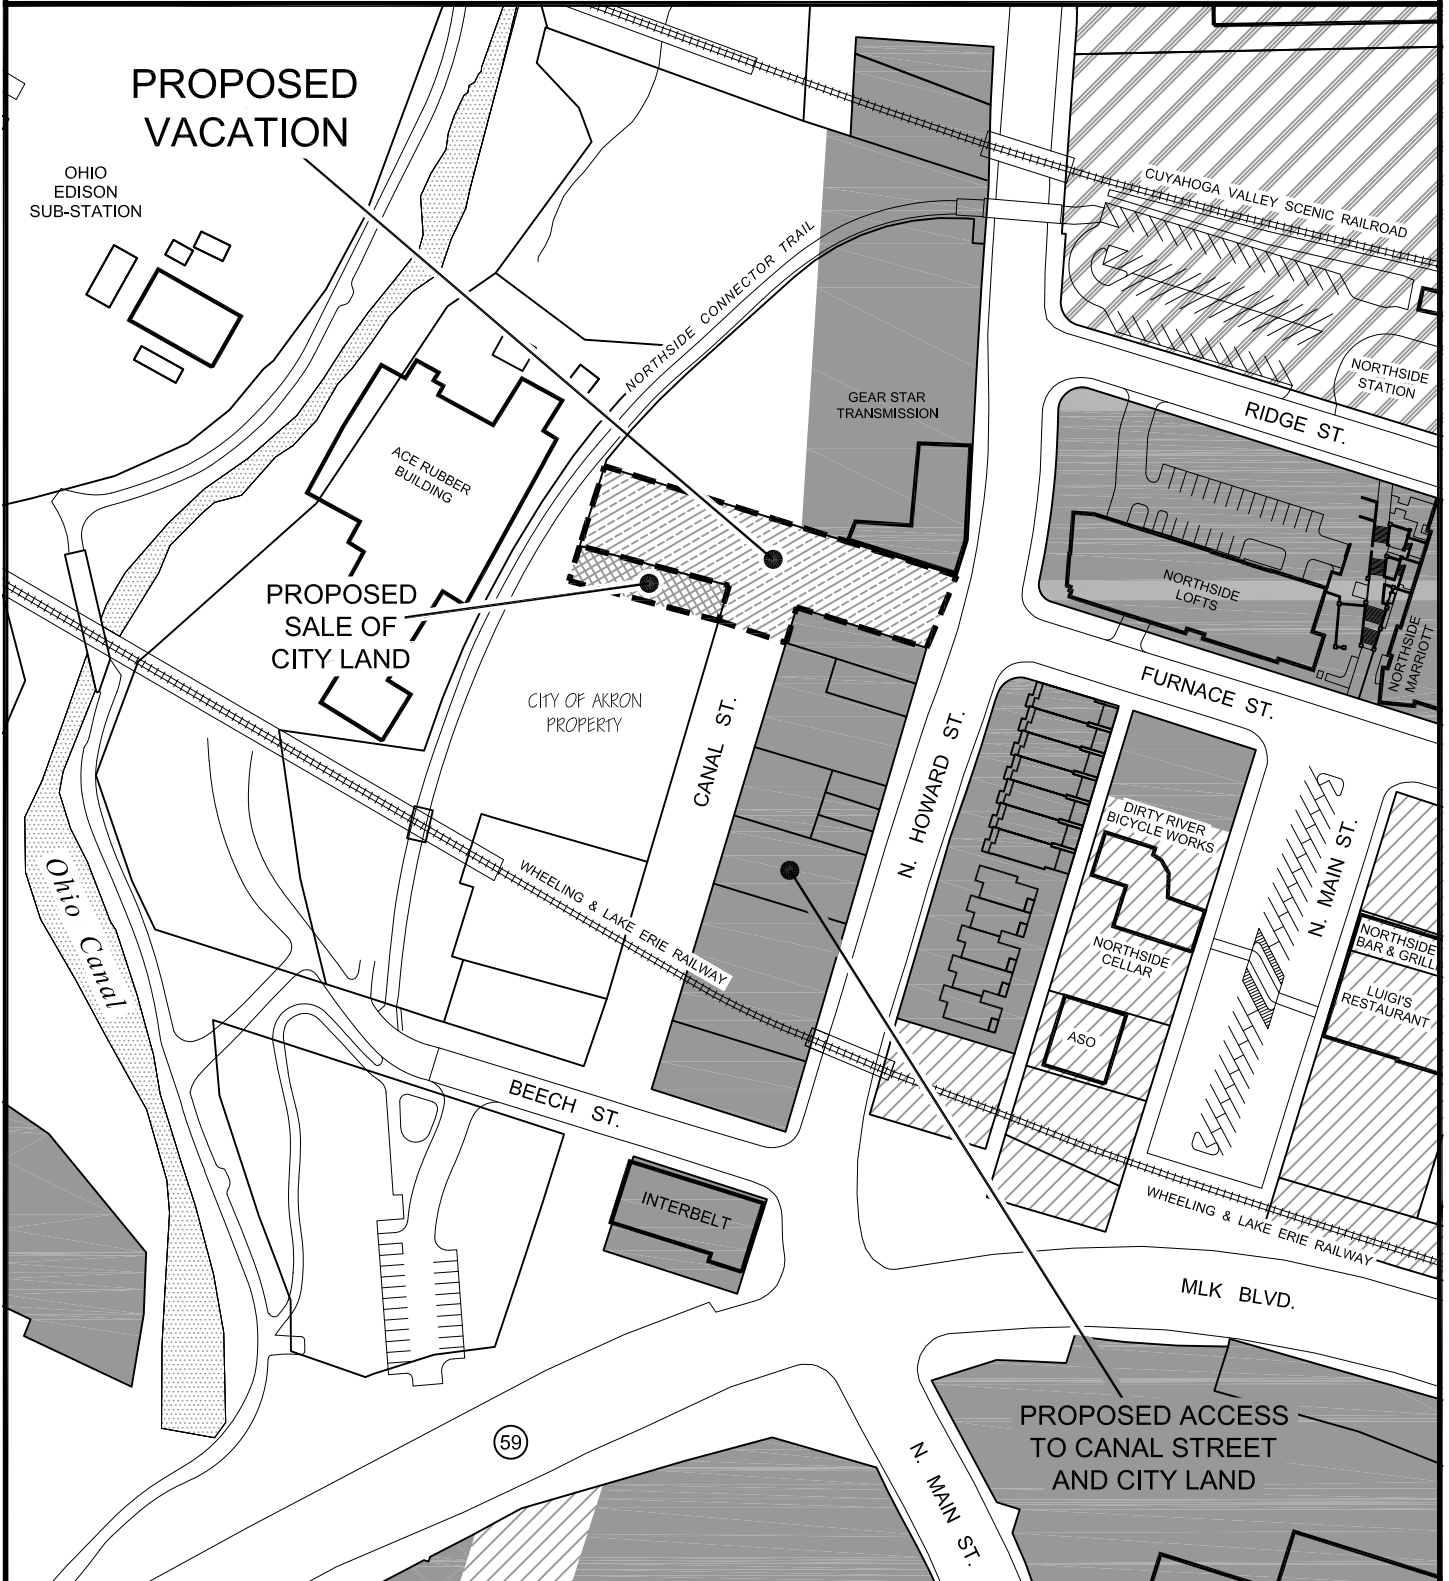 PROPOSED
VACATION
OHIO
EDISON
SUB-STATION
CUYAHOGA VALLEY SCENIC RAILROAD
NORTHSIDE CONNECTOR TRAIL
NORTHSIDE
STATION
GEAR STAR
TRANSMISSION
RIDGE ST.
ACE RUBBER
BUILDING
PROPOSED
SALE OF
CITY LAND
NORTHSIDE
LOFTS
NORTHSIDE
MARRIOTT
CITY OF AKRON
PROPERTY
FURNACE ST.
CANAL ST.
N. HOWARD ST.
DIRTY RIVER
BICYCLE WORKS
N. MAIN ST.
Ohio Canal
WHEELING & LAKE ERIE RAILWAY
NORTHSIDE
CELLAR
NORTHSIDE
BAR & GRILL
LUIGI'S
RESTAURANT
ASO
BEECH ST.
INTERBELT
WHEELING & LAKE ERIE RAILWAY
MLK BLVD.
PROPOSED ACCESS
TO CANAL STREET
AND CITY LAND
59
N. MAIN ST.